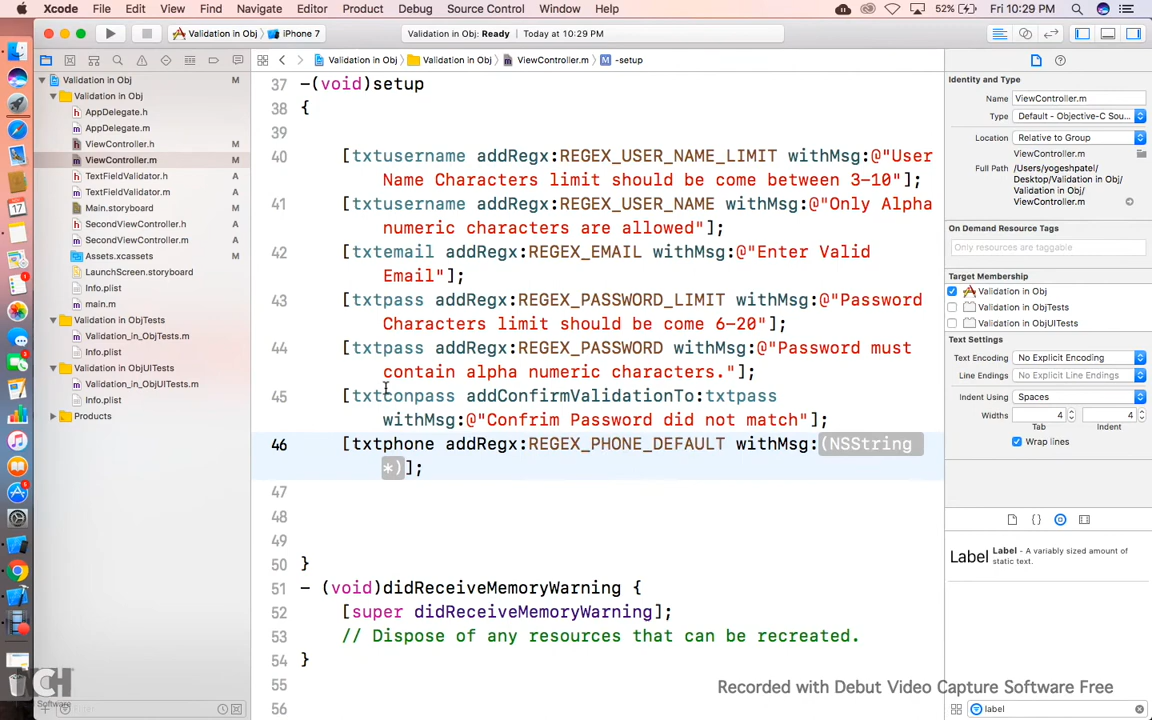 Xcode File Edit View Find Navigate Editor Product Debug Source Control Window Help 52% Fri 10:29 PM
Validation in Obj iPhone 7 Validation in Obj: Ready Today at 10:29 PM
Validation in Obj Validation in Obj ViewController.m -setup
Validation in Obj M
Validation in Obj
AppDelegate.h
AppDelegate.m
ViewController.h M
ViewController.m M
TextFieldValidator.h A
TextFieldValidator.m A
Main.storyboard M
SecondViewController.h A
SecondViewController.m A
Assets.xcassets M
LaunchScreen.storyboard
Info.plist
main.m
Validation in ObjTests
Validation_in_ObjTests.m
Info.plist
Validation in ObjUITests
Validation_in_ObjUITests.m
Info.plist
Products
Filter
37 -(void)setup
38 {
39
40 [txtusername addRegx:REGEX_USER_NAME_LIMIT withMsg:@"User
Name Characters limit should be come between 3-10"];
41 [txtusername addRegx:REGEX_USER_NAME withMsg:@"Only Alpha
numeric characters are allowed"];
42 [txtemail addRegx:REGEX_EMAIL withMsg:@"Enter Valid
Email"];
43 [txtpass addRegx:REGEX_PASSWORD_LIMIT withMsg:@"Password
Characters limit should be come 6-20"];
44 [txtpass addRegx:REGEX_PASSWORD withMsg:@"Password must
contain alpha numeric characters."];
45 [txtconpass addConfirmValidationTo:txtpass
withMsg:@"Confrim Password did not match"];
46 [txtphone addRegx:REGEX_PHONE_DEFAULT withMsg:(NSString
*)];
47
48
49
50 }
51 - (void)didReceiveMemoryWarning {
52 [super didReceiveMemoryWarning];
53 // Dispose of any resources that can be recreated.
54 }
55
56
Identity and Type
Name ViewController.m
Type Default - Objective-C Sou...
Location Relative to Group
ViewController.m
Full Path /Users/yogeshpatel/
Desktop/Validation in Obj/
Validation in Obj/
ViewController.m
On Demand Resource Tags
Only resources are taggable
Target Membership
Validation in Obj
Validation in ObjTests
Validation in ObjUITests
Text Settings
Text Encoding No Explicit Encoding
Line Endings No Explicit Line Endings
Indent Using Spaces
Widths 4 4
Tab Indent
Wrap lines
Label Label - A variably sized amount of
static text.
label
Recorded with Debut Video Capture Software Free